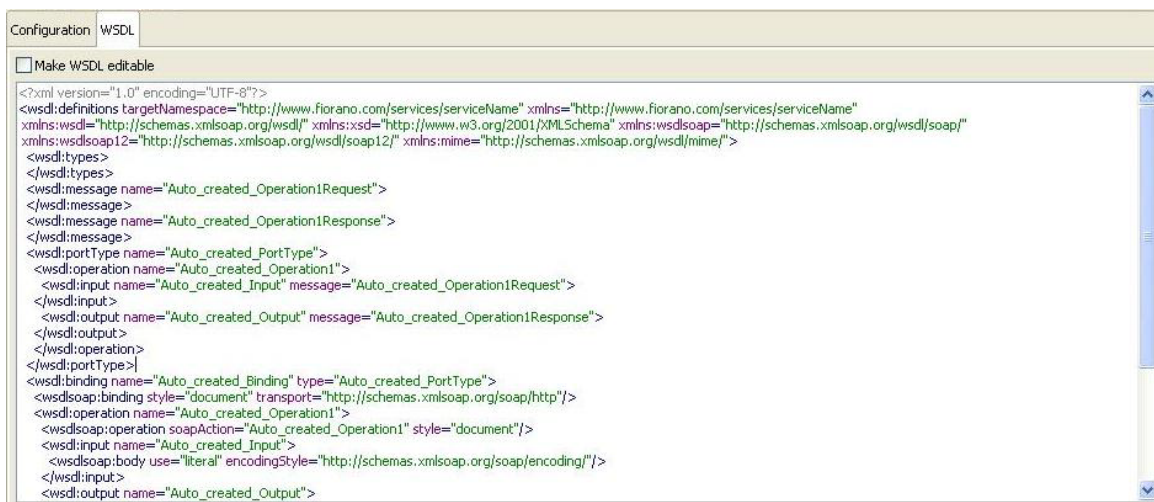 Configuration WSDL
Make WSDL editable
<?xml version="1.0" encoding="UTF-8"?>
<wsdl:definitions targetNamespace="http://www.fiorano.com/services/serviceName" xmlns="http://www.fiorano.com/services/serviceName"
xmlns:wsdl="http://schemas.xmlsoap.org/wsdl/" xmlns:xsd="http://www.w3.org/2001/XMLSchema" xmlns:wsdlsoap="http://schemas.xmlsoap.org/wsdl/soap/"
xmlns:wsdlsoap12="http://schemas.xmlsoap.org/wsdl/soap12/" xmlns:mime="http://schemas.xmlsoap.org/wsdl/mime/">
<wsdl:types>
</wsdl:types>
<wsdl:message name="Auto_created_Operation1Request">
</wsdl:message>
<wsdl:message name="Auto_created_Operation1Response">
</wsdl:message>
<wsdl:portType name="Auto_created_PortType">
<wsdl:operation name="Auto_created_Operation1">
<wsdl:input name="Auto_created_Input" message="Auto_created_Operation1Request">
</wsdl:input>
<wsdl:output name="Auto_created_Output" message="Auto_created_Operation1Response">
</wsdl:output>
</wsdl:operation>
</wsdl:portType>
<wsdl:binding name="Auto_created_Binding" type="Auto_created_PortType">
<wsdlsoap:binding style="document" transport="http://schemas.xmlsoap.org/soap/http"/>
<wsdl:operation name="Auto_created_Operation1">
<wsdlsoap:operation soapAction="Auto_created_Operation1" style="document"/>
<wsdl:input name="Auto_created_Input">
<wsdlsoap:body use="literal" encodingStyle="http://schemas.xmlsoap.org/soap/encoding/"/>
</wsdl:input>
<wsdl:output name="Auto_created_Output">